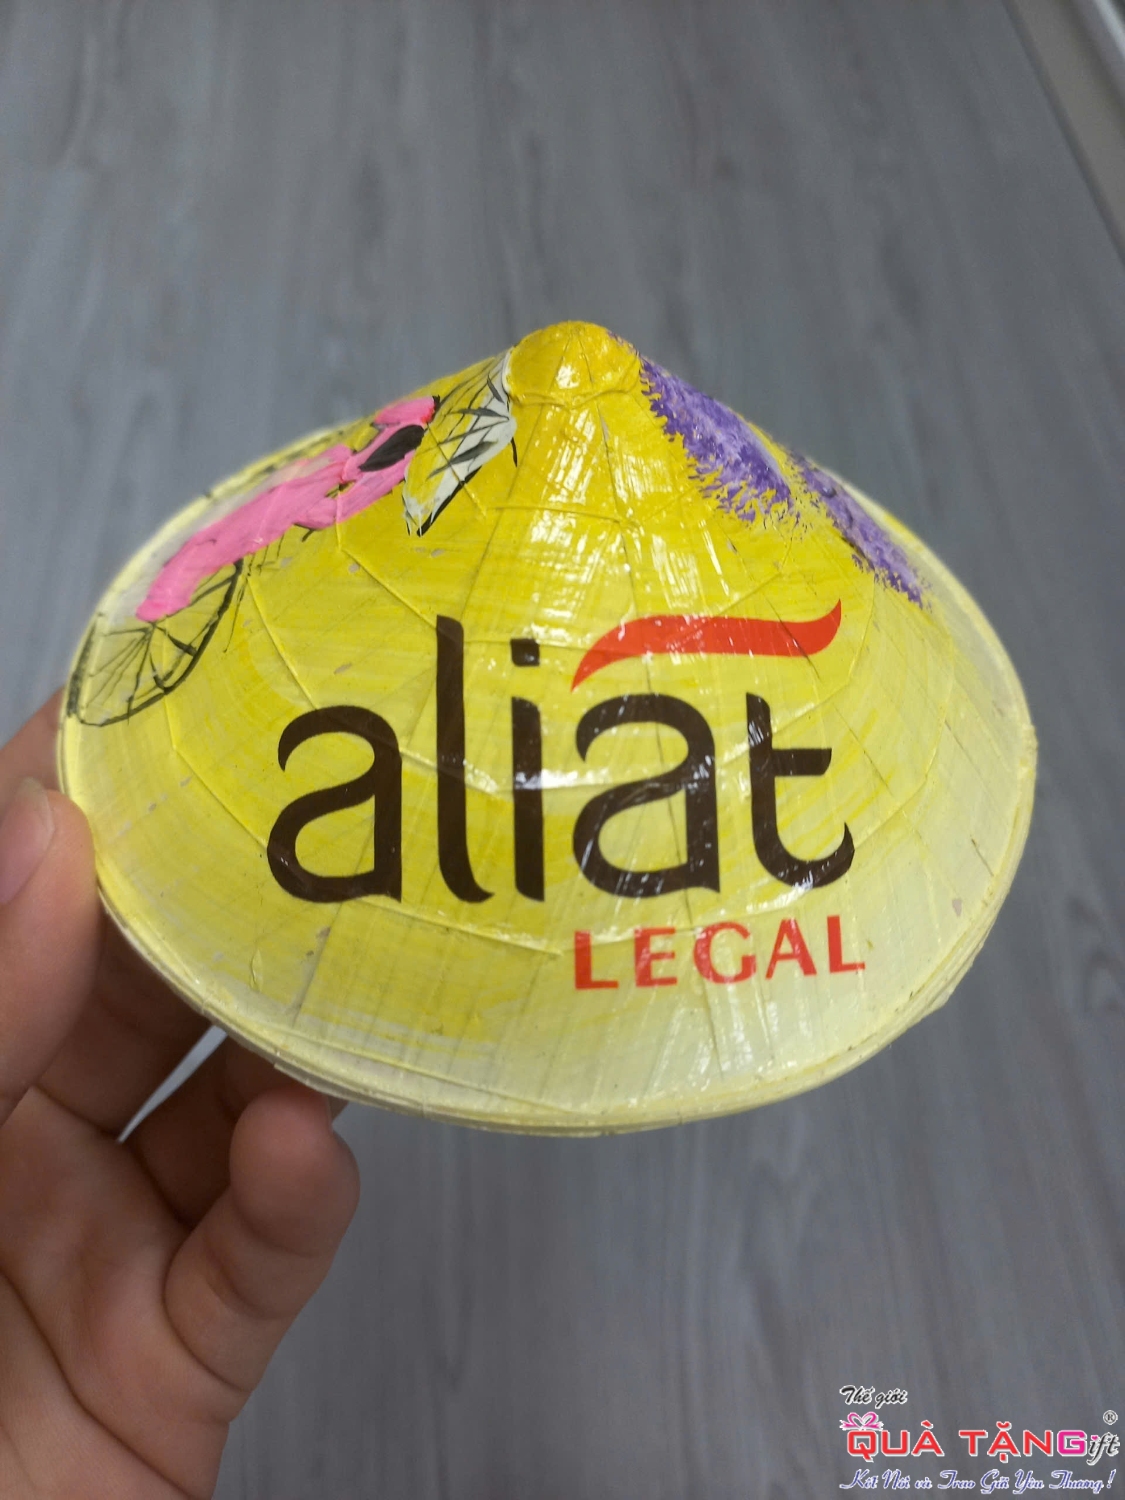 aliat
LEGAL
Thế giới
QUÀ TẶNGift
®
Kết Nối và Trao Gửi Yêu Thương!